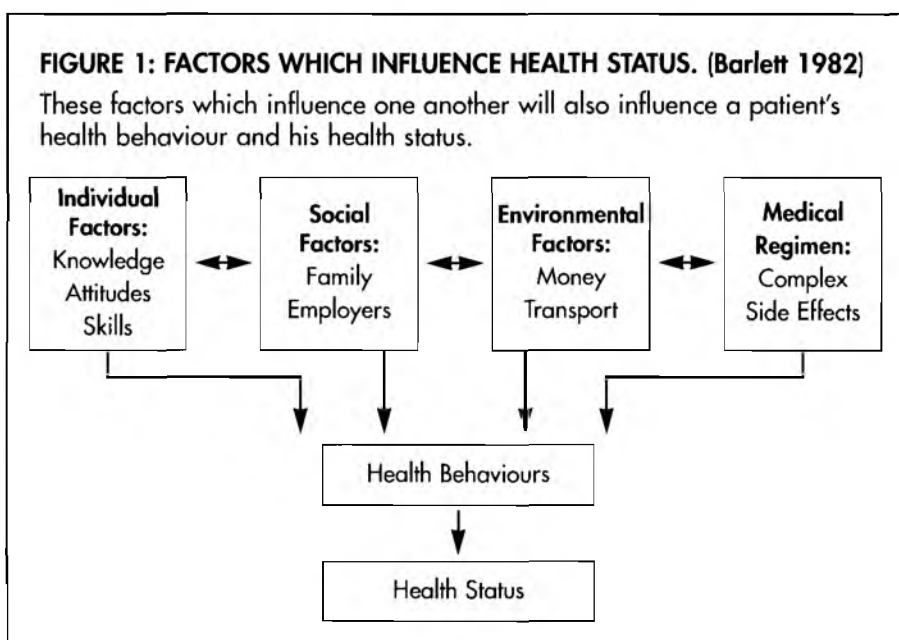 FIGURE 1: FACTORS WHICH INFLUENCE HEALTH STATUS. (Barlett 1982)
These factors which influence one another will also influence a patient's
health behaviour and his health status.
Individual
Factors:
Knowledge
Attitudes
Skills
Social
Factors:
Family
Employers
Environmental
Factors:
Money
Transport
Medical
Regimen:
Complex
Side Effects
Health Behaviours
Health Status